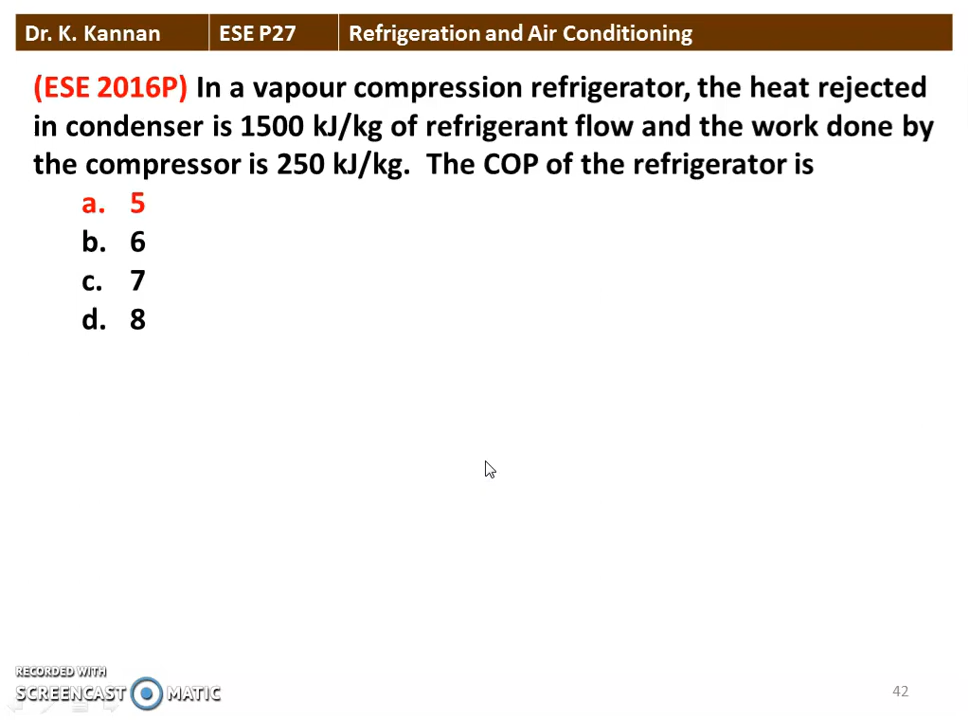 Dr. K. Kannan ESE P27 Refrigeration and Air Conditioning
(ESE 2016P) In a vapour compression refrigerator, the heat rejected
in condenser is 1500 kJ/kg of refrigerant flow and the work done by
the compressor is 250 kJ/kg. The COP of the refrigerator is
a. 5
b. 6
c. 7
d. 8
RECORDED WITH
SCREENCAST MATIC
42